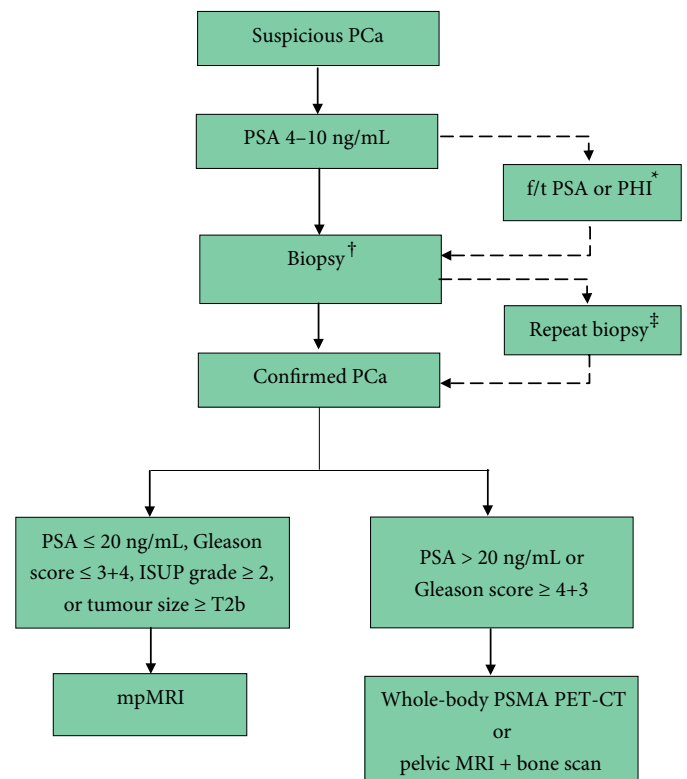 Suspicious PCa
PSA 4–10 ng/mL
f/t PSA or PHI*
Biopsy†
Repeat biopsy‡
Confirmed PCa
PSA ≤ 20 ng/mL, Gleason
score ≤ 3+4, ISUP grade ≥ 2,
or tumour size ≥ T2b
PSA > 20 ng/mL or
Gleason score ≥ 4+3
mpMRI
Whole-body PSMA PET-CT
or
pelvic MRI + bone scan